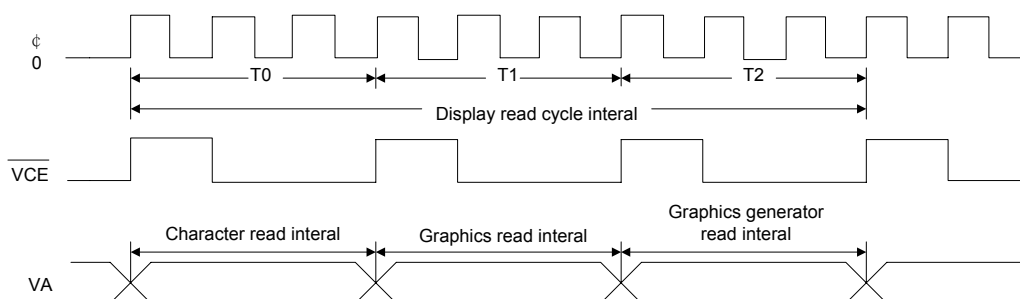 ¢
0
T0 T1 T2
Display read cycle interal
VCE
Character read interal Graphics read interal Graphics generator
read interal
VA